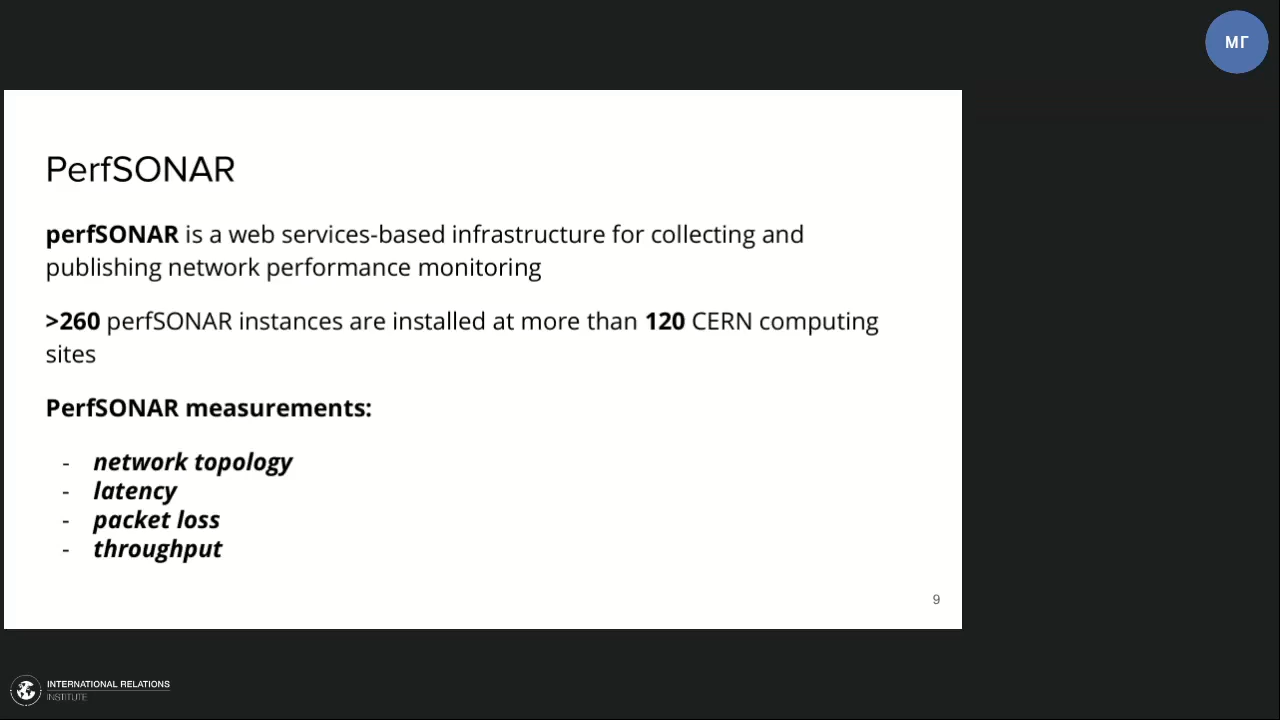 МГ
PerfSONAR
perfSONAR is a web services-based infrastructure for collecting and
publishing network performance monitoring
>260 perfSONAR instances are installed at more than 120 CERN computing
sites
PerfSONAR measurements:
- network topology
- latency
- packet loss
- throughput
9
INTERNATIONAL RELATIONS
INSTITUTE